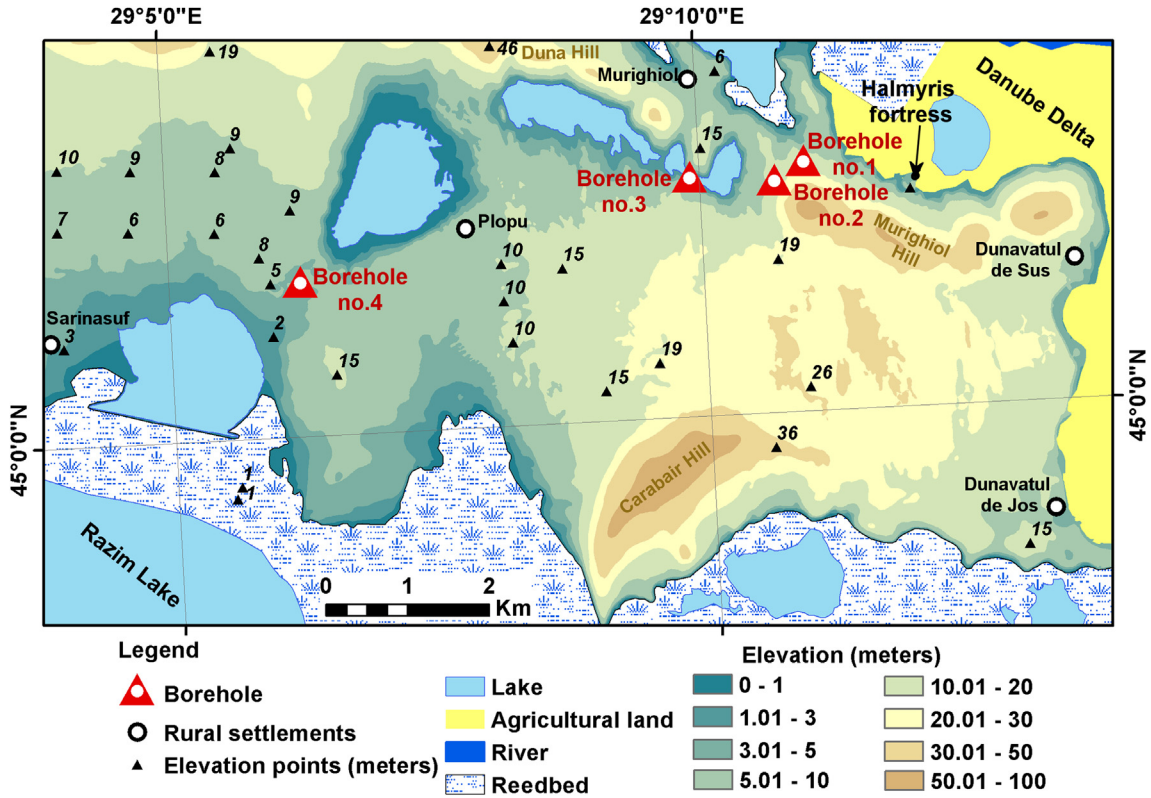 29°5'0"E
29°10'0"E
19
46
Duna Hill
Murighiol
6
Danube Delta
Halmyris
fortress
15
9
Borehole
no.1
10
9
8
Borehole
no.3
Borehole
no.2
9
7
6
6
Plopu
Murighiol
Hill
Dunavatul
de Sus
8
10
15
19
5
Borehole
no.4
10
Sarinasuf
3
2
10
15
19
15
26
45°0'0"N
45°0'0"N
36
Carabair Hill
1
1
Dunavatul
de Jos
15
Razim Lake
0 1 2
Km
Legend
Borehole
Rural settlements
Elevation points (meters)
Lake
Agricultural land
River
Reedbed
Elevation (meters)
0 - 1
1.01 - 3
3.01 - 5
5.01 - 10
10.01 - 20
20.01 - 30
30.01 - 50
50.01 - 100